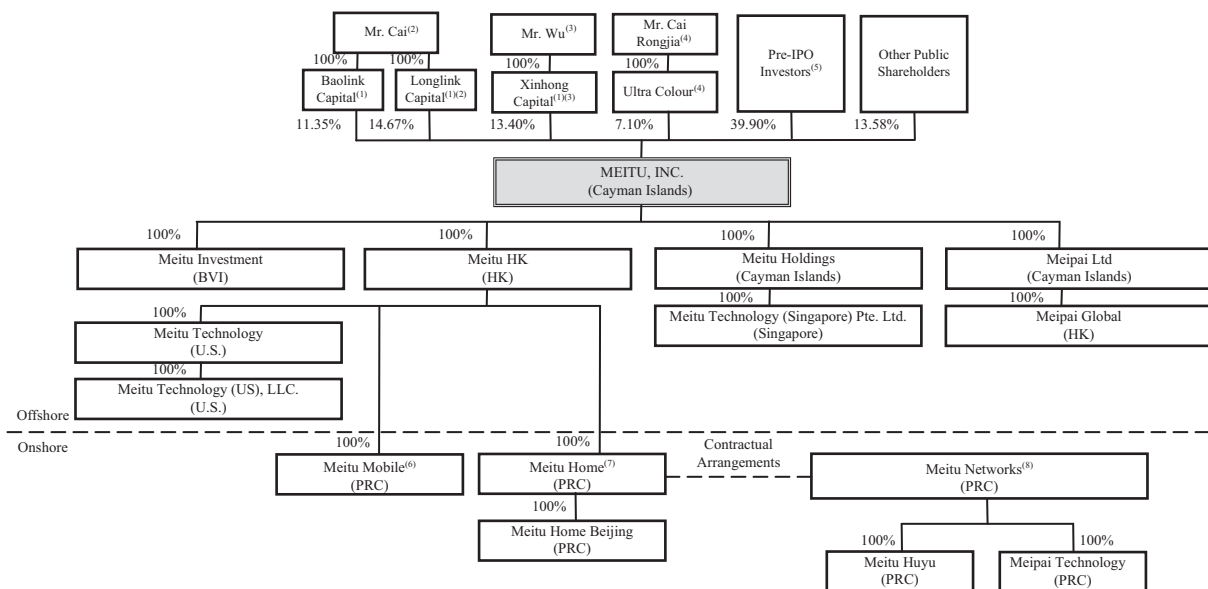 Mr. Cai(2)
Mr. Wu(3)
Mr. Cai
Rongjia(4)
Pre-IPO
Investors(5)
Other Public
Shareholders
100%
100%
100%
100%
Baolink
Capital(1)
Longlink
Capital(1)(2)
Xinhong
Capital(1)(3)
Ultra Colour(4)
11.35%
14.67%
13.40%
7.10%
39.90%
13.58%
MEITU, INC.
(Cayman Islands)
100%
100%
100%
100%
Meitu Investment
(BVI)
Meitu HK
(HK)
Meitu Holdings
(Cayman Islands)
Meipai Ltd
(Cayman Islands)
100%
100%
100%
Meitu Technology
(U.S.)
Meitu Technology (Singapore) Pte. Ltd.
(Singapore)
Meipai Global
(HK)
100%
Meitu Technology (US), LLC.
(U.S.)
Offshore
Onshore
100%
100%
Contractual
Arrangements
Meitu Mobile(6)
(PRC)
Meitu Home(7)
(PRC)
Meitu Networks(8)
(PRC)
100%
Meitu Home Beijing
(PRC)
100%
100%
Meitu Huyu
(PRC)
Meipai Technology
(PRC)